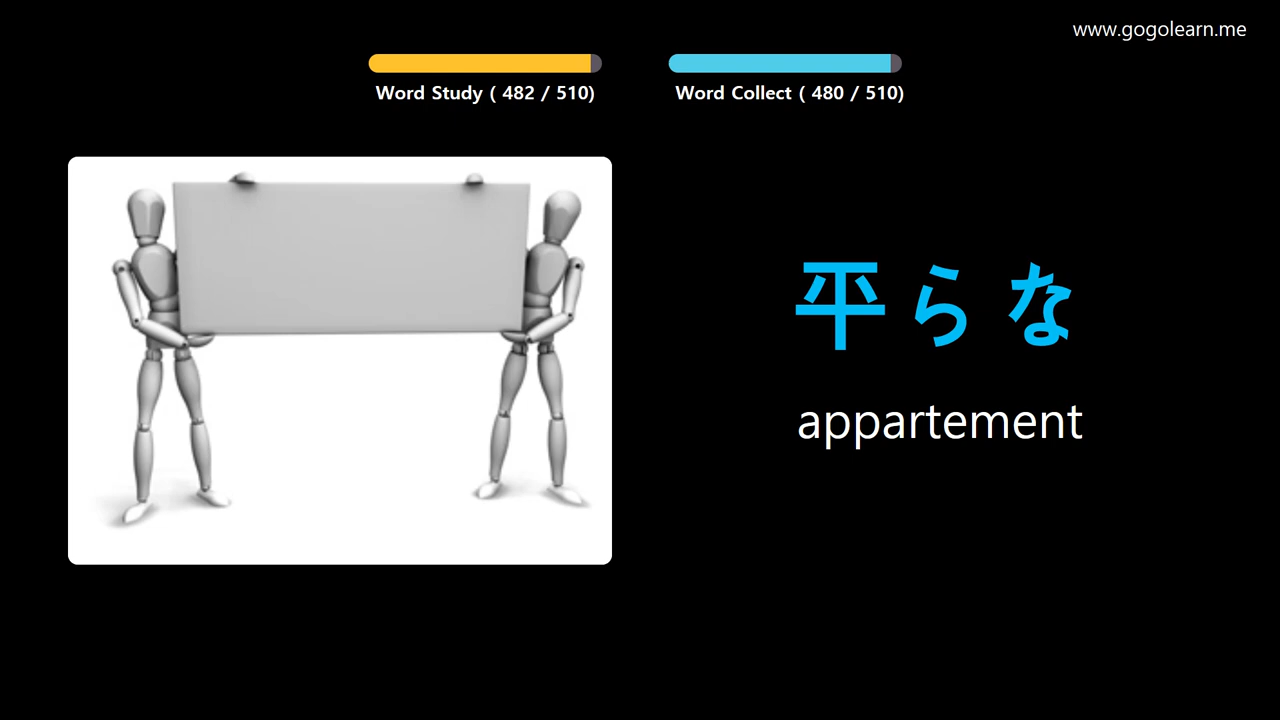 www.gogolearn.me
Word Study ( 482 / 510)
Word Collect ( 480 / 510)
平らな
appartement